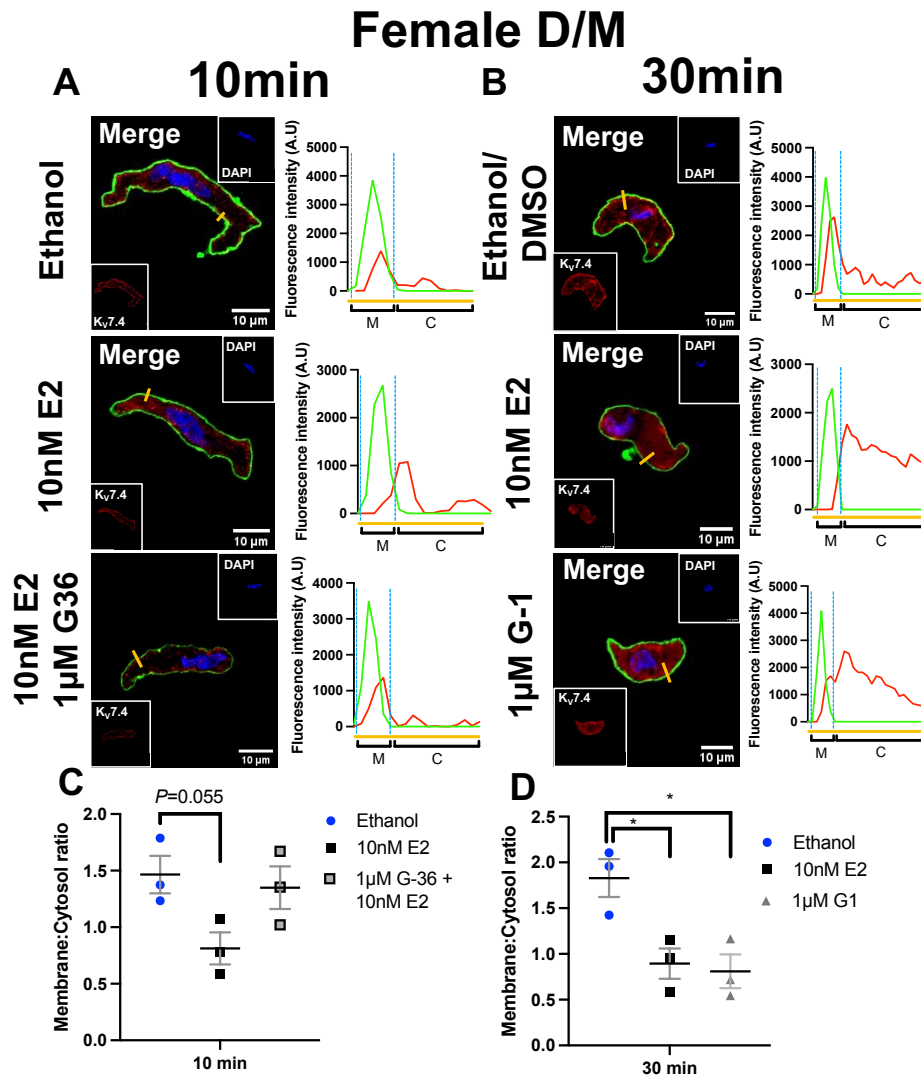 Female D/M
A 10min B 30min
Ethanol
Merge
DAPI
Kv7.4
10 µm
Fluorescence intensity (A.U)
5000
4000
3000
2000
1000
0
M C
Ethanol/
DMSO
Merge
DAPI
Kv7.4
10 µm
Fluorescence intensity (A.U)
5000
4000
3000
2000
1000
0
M C
10nM E2
Merge
DAPI
Kv7.4
10 µm
Fluorescence intensity (A.U)
3000
2000
1000
0
M C
10nM E2
Merge
DAPI
Kv7.4
10 µm
Fluorescence intensity (A.U)
3000
2000
1000
0
M C
10nM E2
1µM G36
DAPI
Kv7.4
10 µm
Fluorescence intensity (A.U)
4000
3000
2000
1000
0
M C
1µM G-1
Merge
DAPI
Kv7.4
10 µm
Fluorescence intensity (A.U)
5000
4000
3000
2000
1000
0
M C
C
P=0.055
Membrane:Cytosol ratio
2.0
1.5
1.0
0.5
0.0
10 min
Ethanol
10nM E2
1µM G-36 +
10nM E2
D
*
*
Membrane:Cytosol ratio
2.5
2.0
1.5
1.0
0.5
0.0
30 min
Ethanol
10nM E2
1µM G1